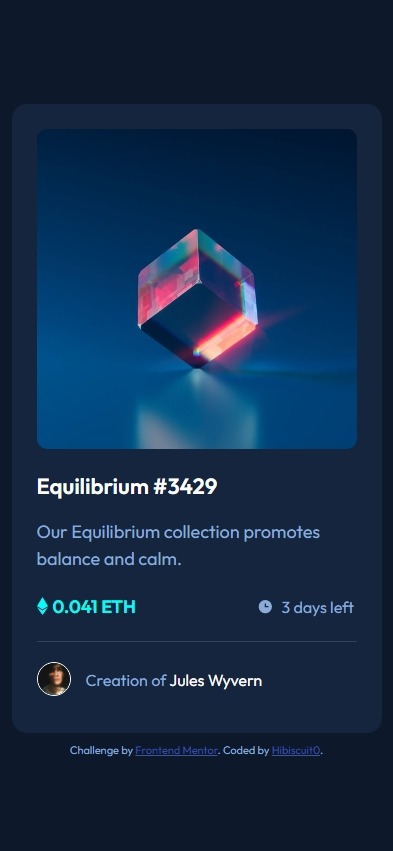 Equilibrium #3429
Our Equilibrium collection promotes
balance and calm.
0.041 ETH 3 days left
Creation of Jules Wyvern
Challenge by Frontend Mentor. Coded by Hibiscuit0.